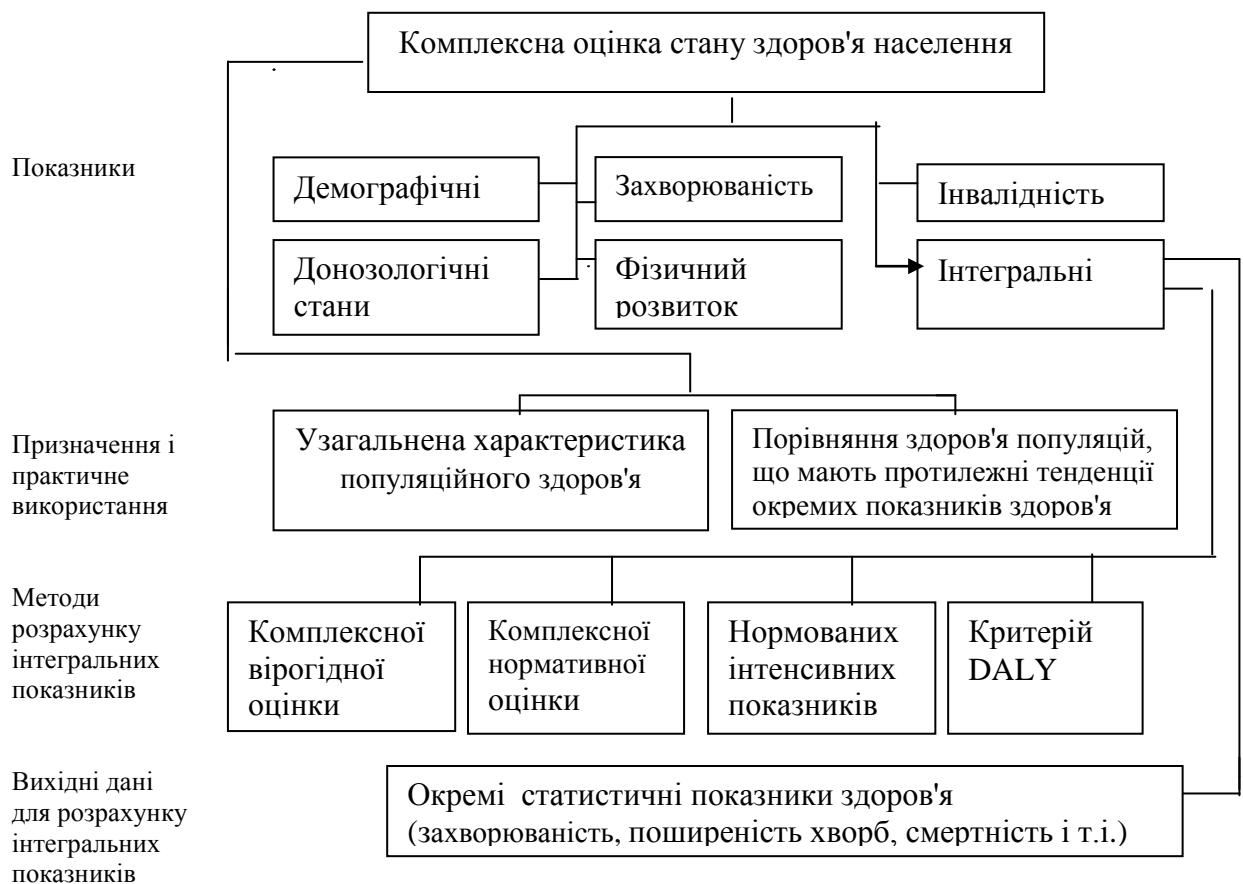 Комплексна оцінка стану здоров'я населення
Показники
Демографічні
Захворюваність
Інвалідність
Донозологічні
стани
Фізичний
розвиток
Інтегральні
Призначення і
практичне
використання
Узагальнена характеристика
популяційного здоров'я
Порівняння здоров'я популяцій,
що мають протилежні тенденції
окремих показників здоров'я
Методи
розрахунку
інтегральних
показників
Комплексної
вірогідної
оцінки
Комплексної
нормативної
оцінки
Нормованих
інтенсивних
показників
Критерій
DALY
Вихідні дані
для розрахунку
інтегральних
показників
Окремі статистичні показники здоров'я
(захворюваність, поширеність хворб, смертність і т.і.)